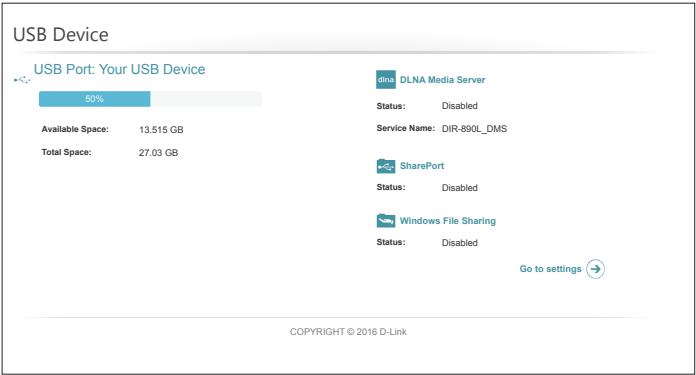 USB Device
USB Port: Your USB Device
50%
Available Space: 13.515 GB
Total Space: 27.03 GB
dlna DLNA Media Server
Status: Disabled
Service Name: DIR-890L_DMS
SharePort
Status: Disabled
Windows File Sharing
Status: Disabled
Go to settings
COPYRIGHT © 2016 D-Link